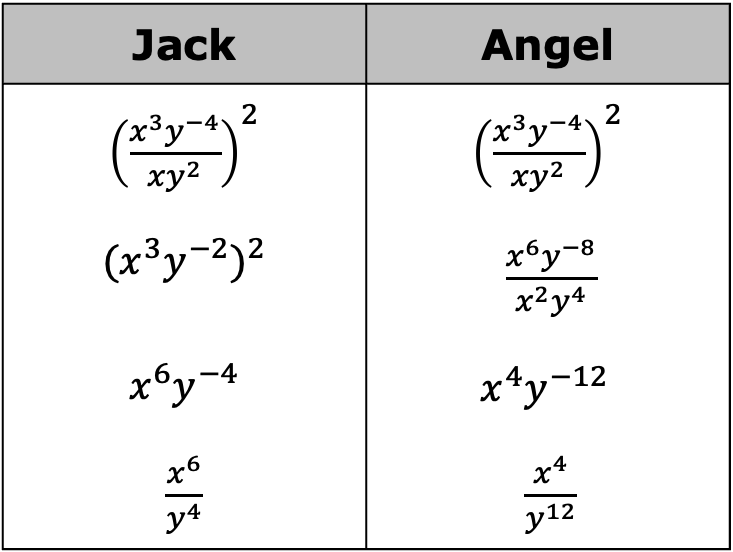 Jack Angel
(x³y⁻⁴/xy²)² (x³y⁻⁴/xy²)²
(x³y⁻²)² x⁶y⁻⁸/x²y⁴
x⁶y⁻⁴ x⁴y⁻¹²
x⁶/y⁴ x⁴/y¹²